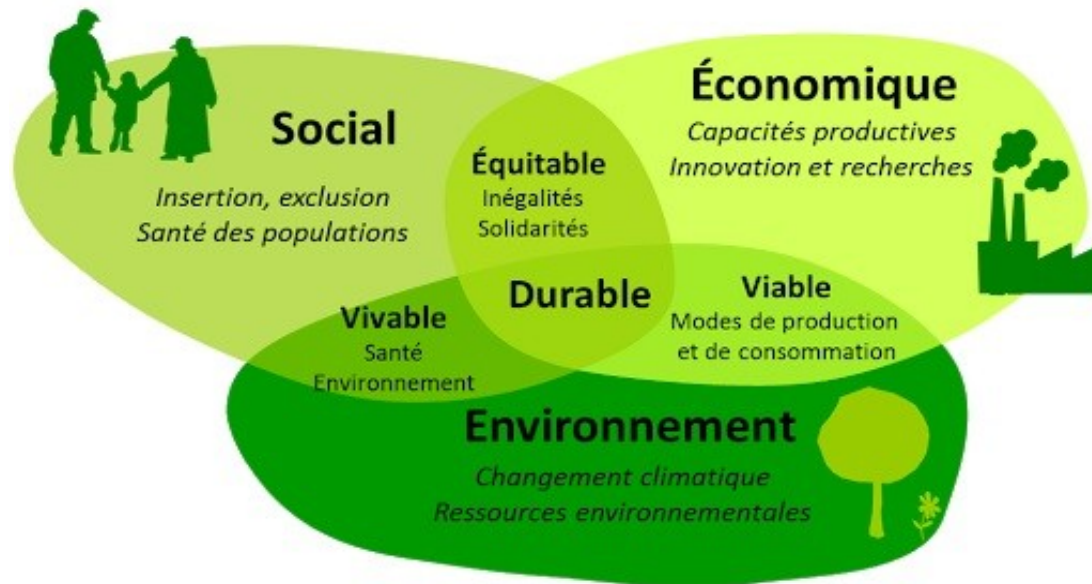 Social
Insertion, exclusion
Santé des populations
Économique
Capacités productives
Innovation et recherches
Équitable
Inégalités
Solidarités
Durable
Vivable
Santé
Environnement
Viable
Modes de production
et de consommation
Environnement
Changement climatique
Ressources environnementales